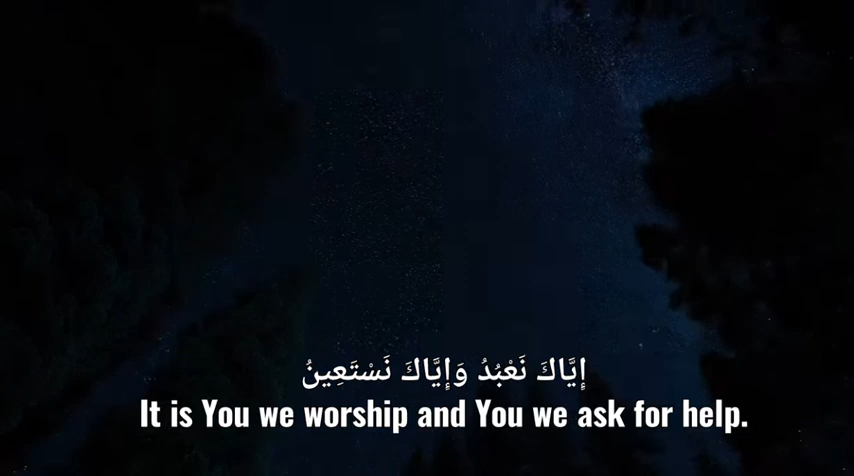 إِيَّاكَ نَعْبُدُ وَإِيَّاكَ نَسْتَعِينُ
It is You we worship and You we ask for help.